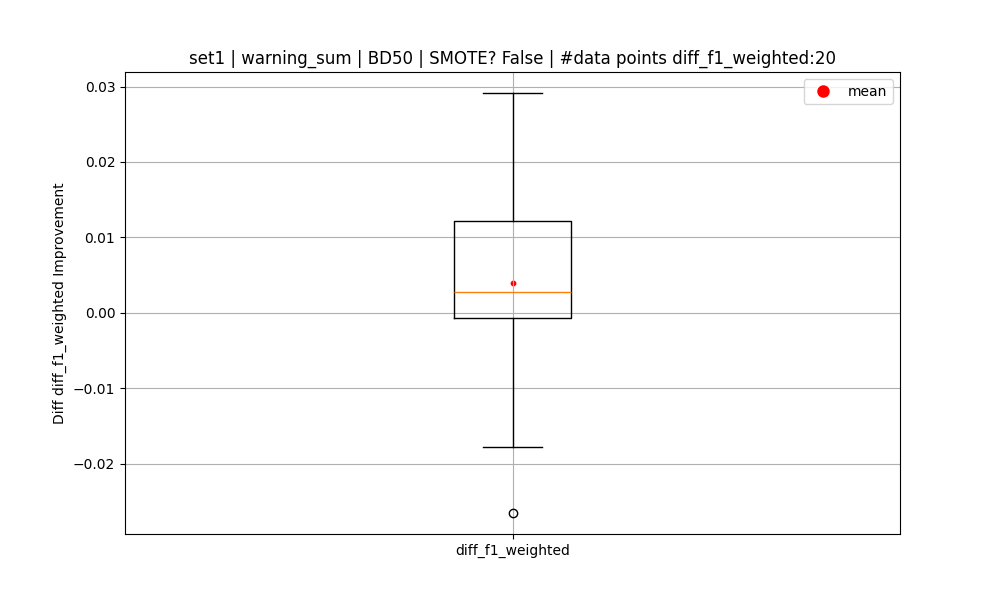 set1 | warning_sum | BD50 | SMOTE? False | #data points diff_f1_weighted:20
mean
Diff diff_f1_weighted Improvement
0.03
0.02
0.01
0.00
−0.01
−0.02
diff_f1_weighted